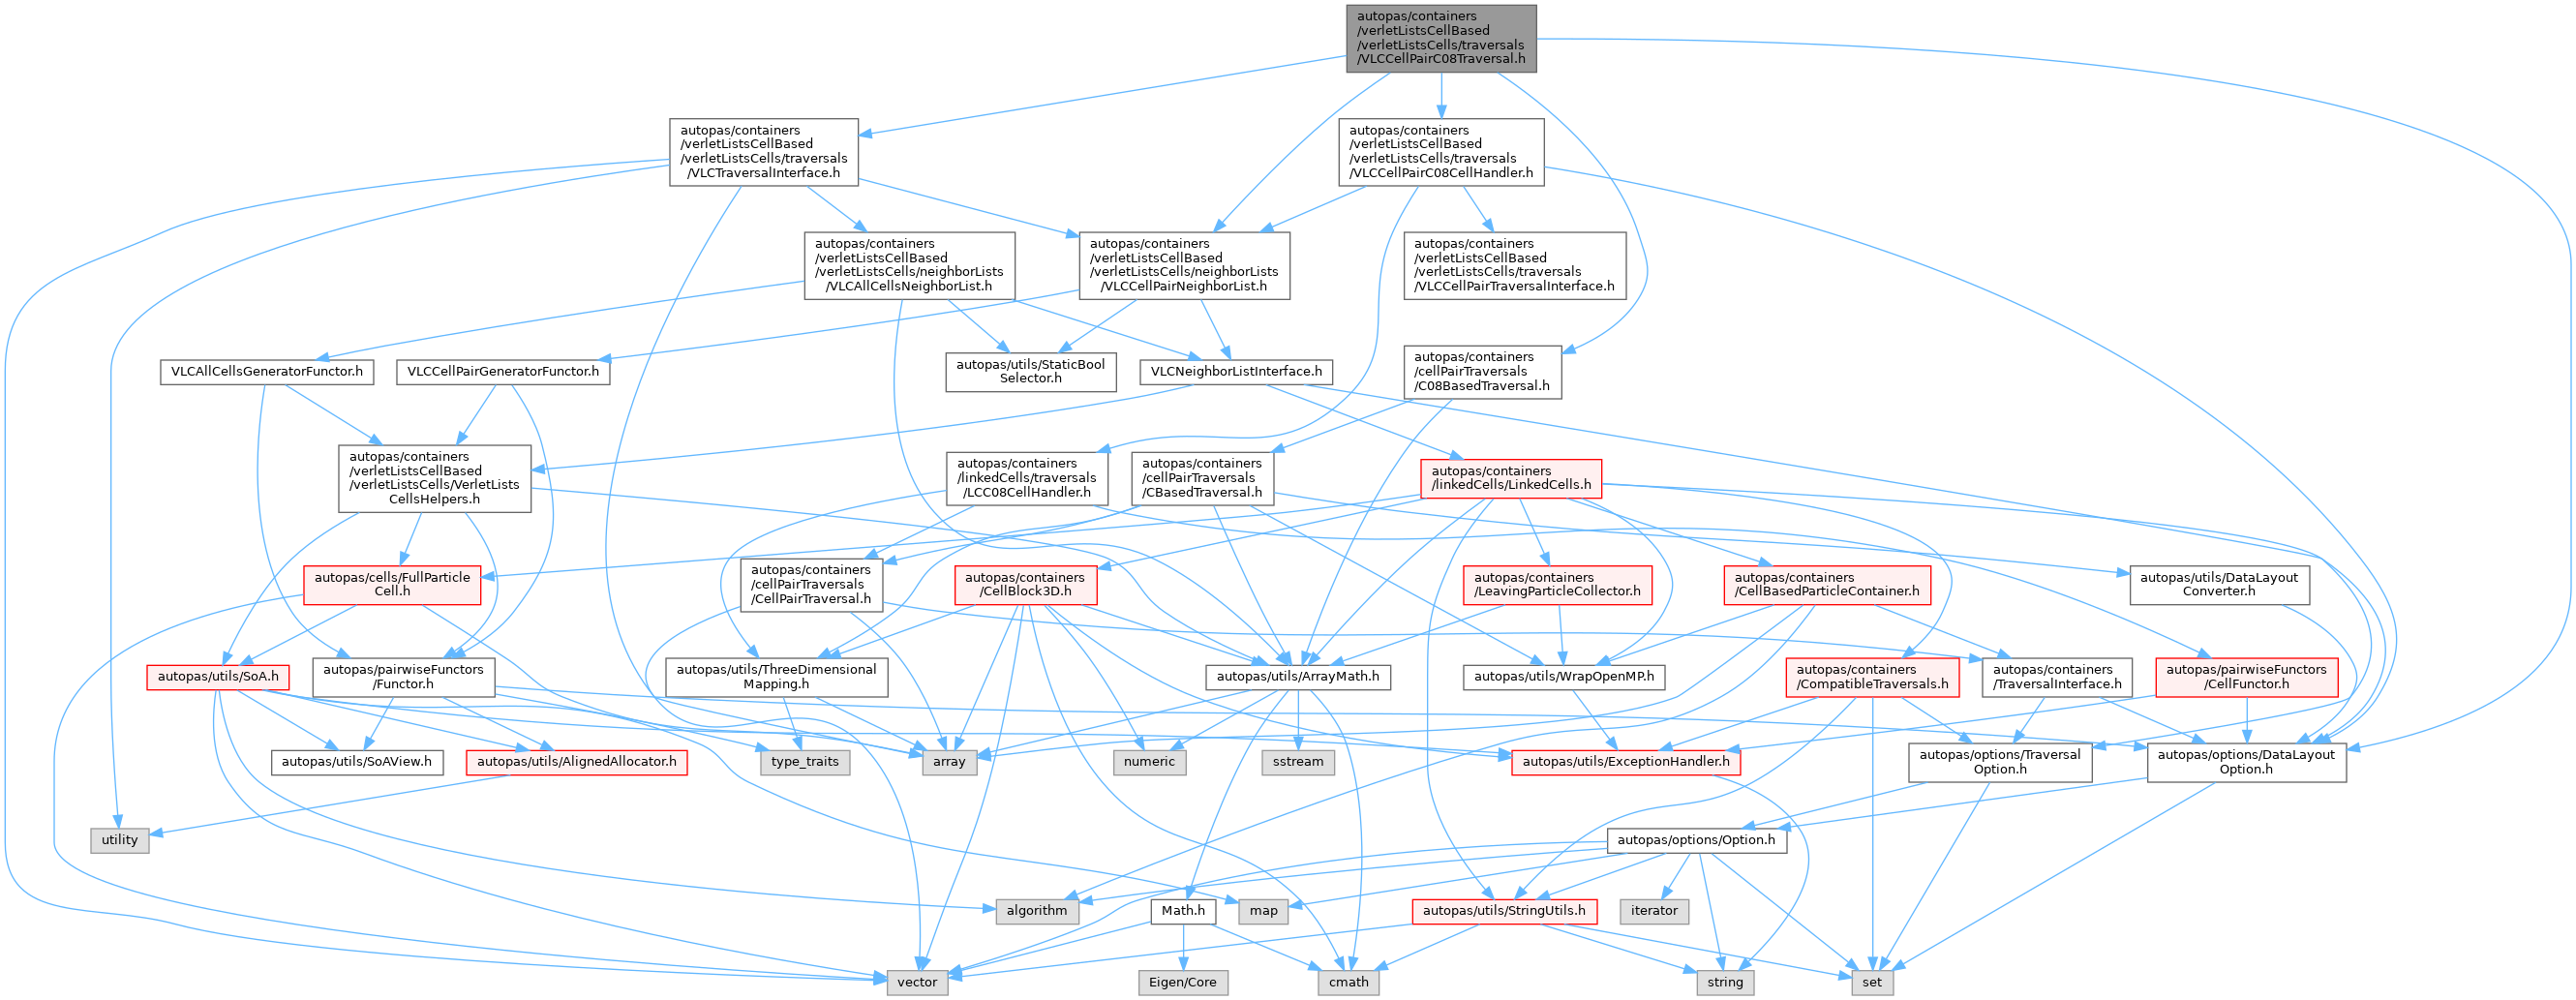 autopas/containers
/verletListsCellBased
/verletListsCells/traversals
/VLCCellPairC08Traversal.h
autopas/containers
/verletListsCellBased
/verletListsCells/traversals
/VLCTraversalInterface.h
autopas/containers
/verletListsCellBased
/verletListsCells/traversals
/VLCCellPairC08CellHandler.h
autopas/containers
/verletListsCellBased
/verletListsCells/neighborLists
/VLCAllCellsNeighborList.h
autopas/containers
/verletListsCellBased
/verletListsCells/neighborLists
/VLCCellPairNeighborList.h
autopas/containers
/verletListsCellBased
/verletListsCells/traversals
/VLCCellPairTraversalInterface.h
VLCAllCellsGeneratorFunctor.h
VLCCellPairGeneratorFunctor.h
autopas/utils/StaticBool
Selector.h
VLCNeighborListInterface.h
autopas/containers
/cellPairTraversals
/C08BasedTraversal.h
autopas/containers
/verletListsCellBased
/verletListsCells/VerletLists
CellsHelpers.h
autopas/containers
/linkedCells/traversals
/LCC08CellHandler.h
autopas/containers
/cellPairTraversals
/CBasedTraversal.h
autopas/containers
/linkedCells/LinkedCells.h
autopas/cells/FullParticle
Cell.h
autopas/containers
/cellPairTraversals
/CellPairTraversal.h
autopas/containers
/CellBlock3D.h
autopas/containers
/LeavingParticleCollector.h
autopas/containers
/CellBasedParticleContainer.h
autopas/utils/DataLayout
Converter.h
autopas/utils/SoA.h
autopas/pairwiseFunctors
/Functor.h
autopas/utils/ThreeDimensional
Mapping.h
autopas/utils/ArrayMath.h
autopas/utils/WrapOpenMP.h
autopas/containers
/CompatibleTraversals.h
autopas/containers
/TraversalInterface.h
autopas/pairwiseFunctors
/CellFunctor.h
autopas/utils/SoAView.h
autopas/utils/AlignedAllocator.h
type_traits
array
numeric
sstream
autopas/utils/ExceptionHandler.h
autopas/options/Traversal
Option.h
autopas/options/DataLayout
Option.h
utility
autopas/options/Option.h
algorithm
Math.h
map
autopas/utils/StringUtils.h
iterator
vector
Eigen/Core
cmath
string
set